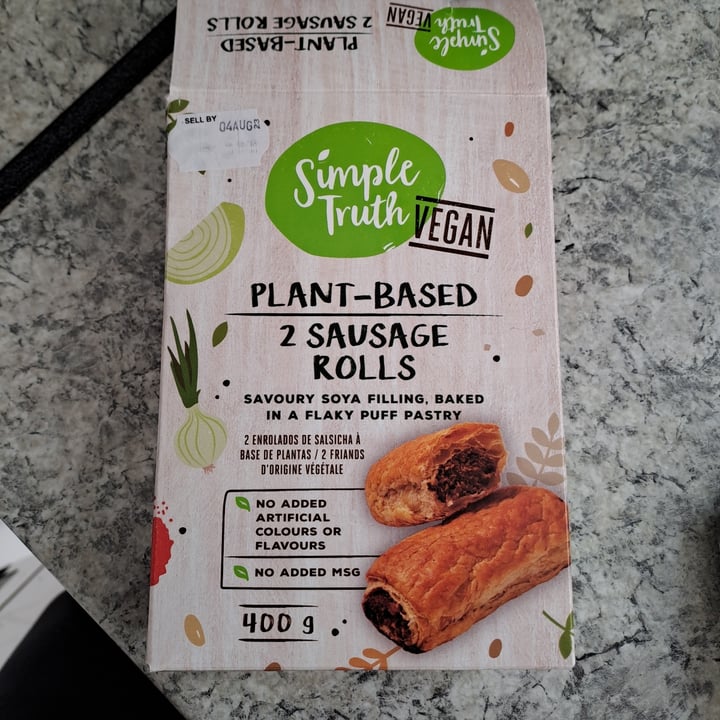 PLANT-BASED
2 SAUSAGE ROLLS
Simple
Truth
VEGAN
SELL BY
04AUG
Simple
Truth
VEGAN
PLANT-BASED
2 SAUSAGE
ROLLS
SAVOURY SOYA FILLING, BAKED
IN A FLAKY PUFF PASTRY
2 ENROLADOS DE SALSICHA À
BASE DE PLANTAS / 2 FRIANDS
D'ORIGINE VÉGÉTALE
NO ADDED
ARTIFICIAL
COLOURS OR
FLAVOURS
NO ADDED MSG
400 g